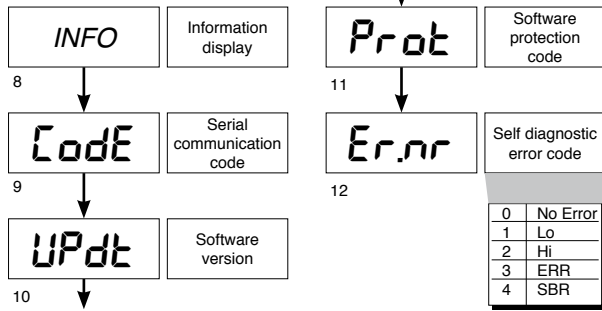 INFO
Information
display
8
CodE
Serial
communication
code
9
UPdt
Software
version
10
Prot
Software
protection
code
11
Er.nr
Self diagnostic
error code
12
0 No Error
1 Lo
2 Hi
3 ERR
4 SBR